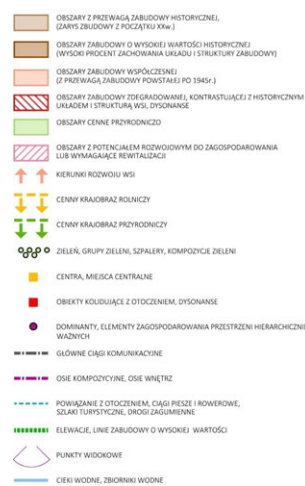 OBSZARY Z PRZEWAGĄ ZABUDOWY HISTORYCZNEJ,
(ZARYS ZBUDOWY Z POCZĄTKU XXw.)
OBSZARY ZABUDOWY O WYSOKIEJ WARTOŚCI HISTORYCZNEJ
(WYSOKI PROCENT ZACHOWANIA UKŁADU I STRUKTURY ZABUDOWY)
OBSZARY ZABUDOWY WSPÓŁCZESNEJ
(Z PRZEWAGĄ ZABUDOWY POWSTAŁEJ PO 1945r.)
OBSZARY ZABUDOWY ZDEGRADOWANEJ, KONTRASTUJĄCEJ Z HISTORYCZNYM
UKŁADEM I STRUKTURĄ WSI, DYSONANSE
OBSZARY CENNE PRZYRODNICZO
OBSZARY Z POTENCJAŁEM ROZWOJOWYM DO ZAGOSPODAROWANIA
LUB WYMAGAJĄCE REWITALIZACJI
KIERUNKI ROZWOJU WSI
CENNY KRAJOBRAZ ROLNICZY
CENNY KRAJOBRAZ PRZYRODNICZY
ZIELEŃ, GRUPY ZIELENI, SZPALERY, KOMPOZYCJE ZIELENI
CENTRA, MIEJSCA CENTRALNE
OBIEKTY KOLIDUJĄCE Z OTOCZENIEM, DYSONANSE
DOMINANTY, ELEMENTY ZAGOSPODAROWANIA PRZESTRZENI HIERARCHICZNIE
WAŻNYCH
GŁÓWNE CIĄGI KOMUNIKACYJNE
OSIE KOMPOZYCYJNE, OSIE WNĘTRZ
POWIĄZANIE Z OTOCZENIEM, CIĄGI PIESZE I ROWEROWE,
SZLAKI TURYSTYCZNE, DROGI ZAGUMIENNE
ELEWACJE, LINIE ZABUDOWY O WYSOKIEJ WARTOŚCI
PUNKTY WIDOKOWE
CIEKI WODNE, ZBIORNIKI WODNE